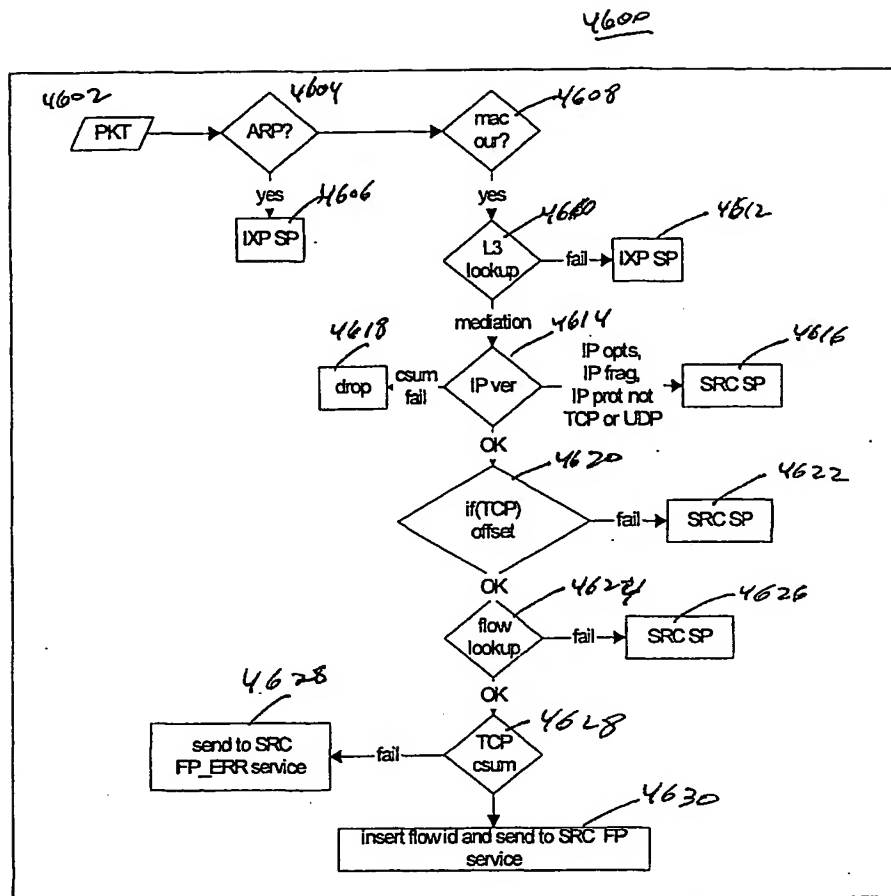 4600
4602
4604
4608
PKT
ARP?
mac
our?
yes
4606
yes
IXP SP
4610
4612
L3
lookup
fail
IXP SP
mediation
4614
4618
4616
drop
csum
fail
IP ver
IP opts,
IP frag,
IP prot not
TCP or UDP
SRC SP
OK
4620
4622
if(TCP)
offset
fail
SRC SP
OK
4624
4626
flow
lookup
fail
SRC SP
4628
OK
4628
send to SRC
FP_ERR service
fail
TCP
csum
4630
insert flow id and send to SRC FP
service